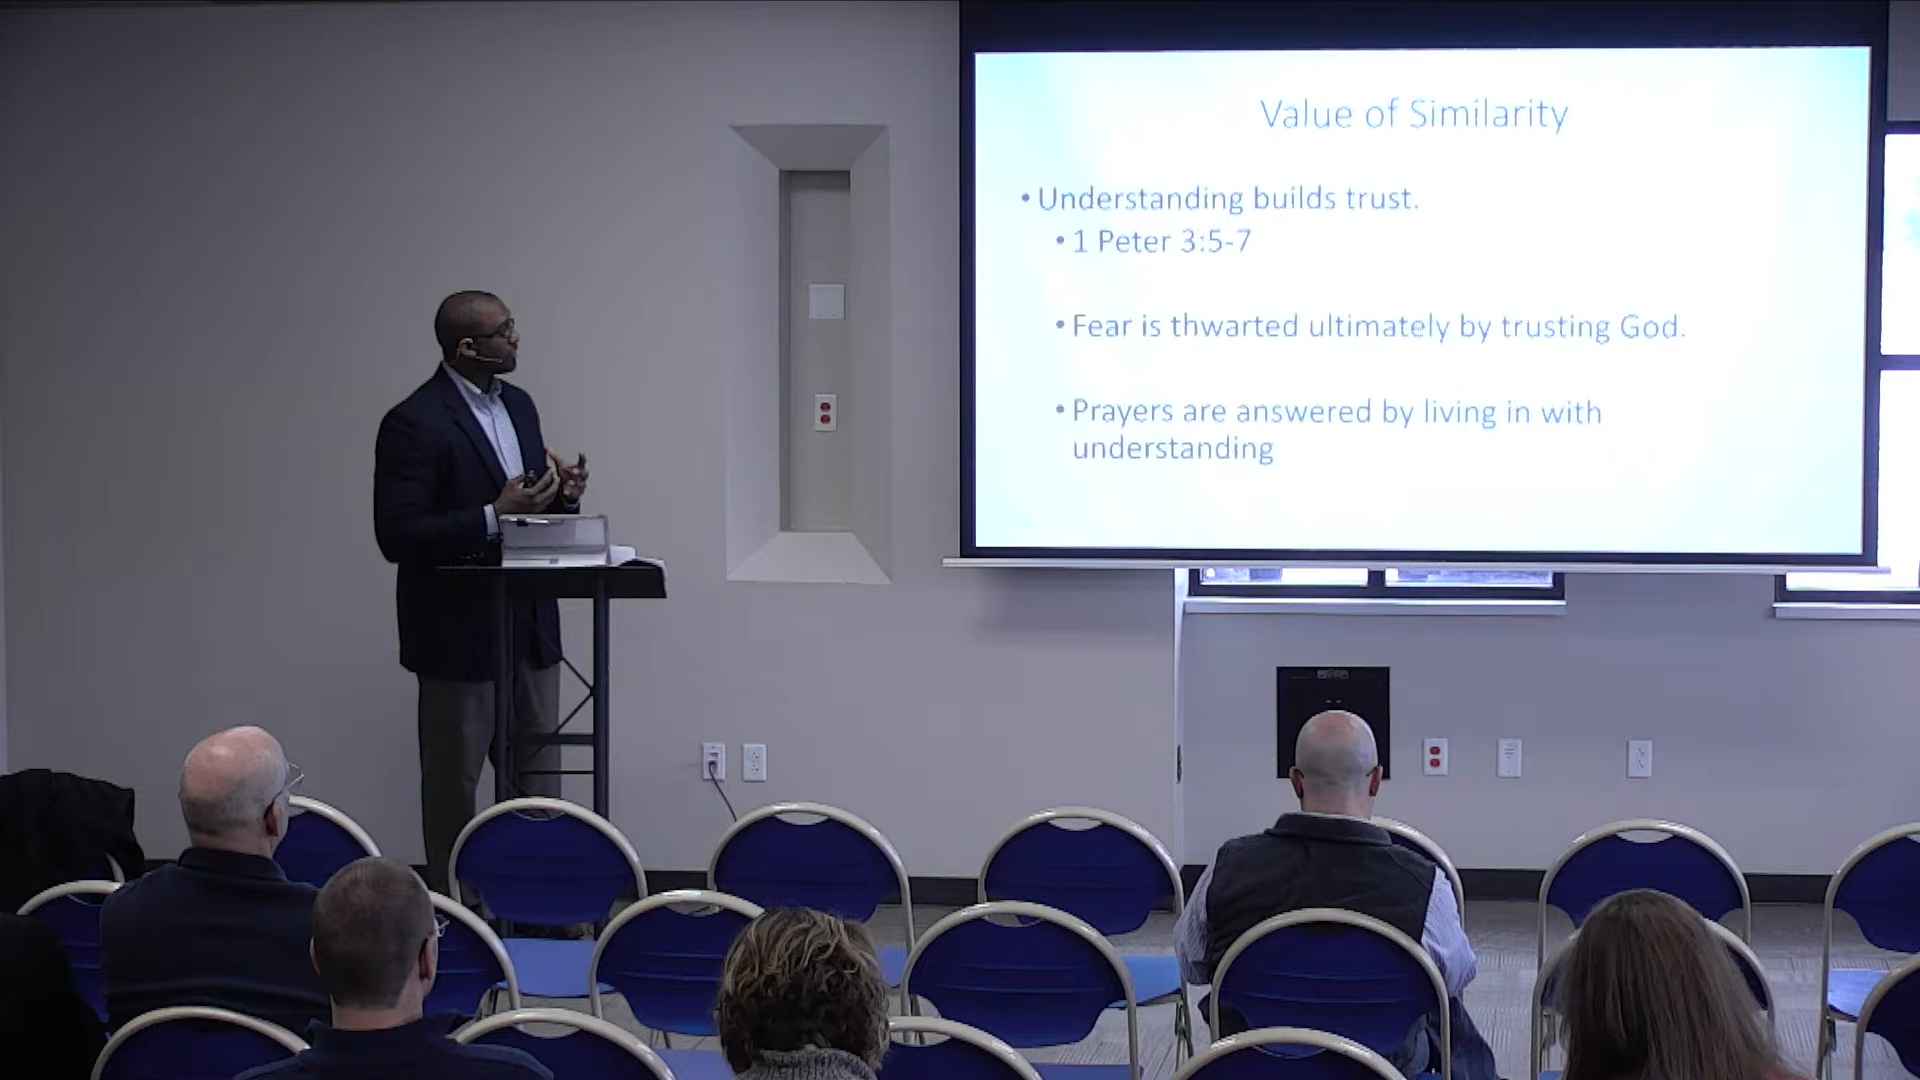 Value of Similarity
• Understanding builds trust.
• 1 Peter 3:5-7
• Fear is thwarted ultimately by trusting God.
• Prayers are answered by living in with
understanding